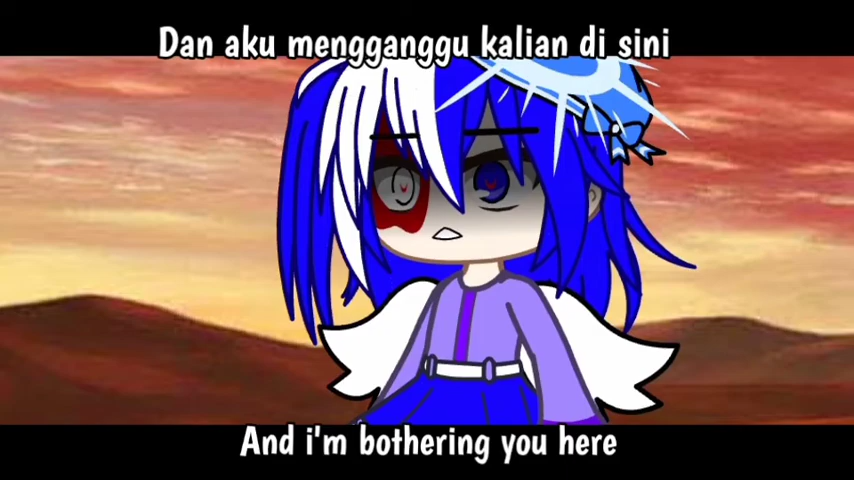 Dan aku mengganggu kalian di sini
And i'm bothering you here